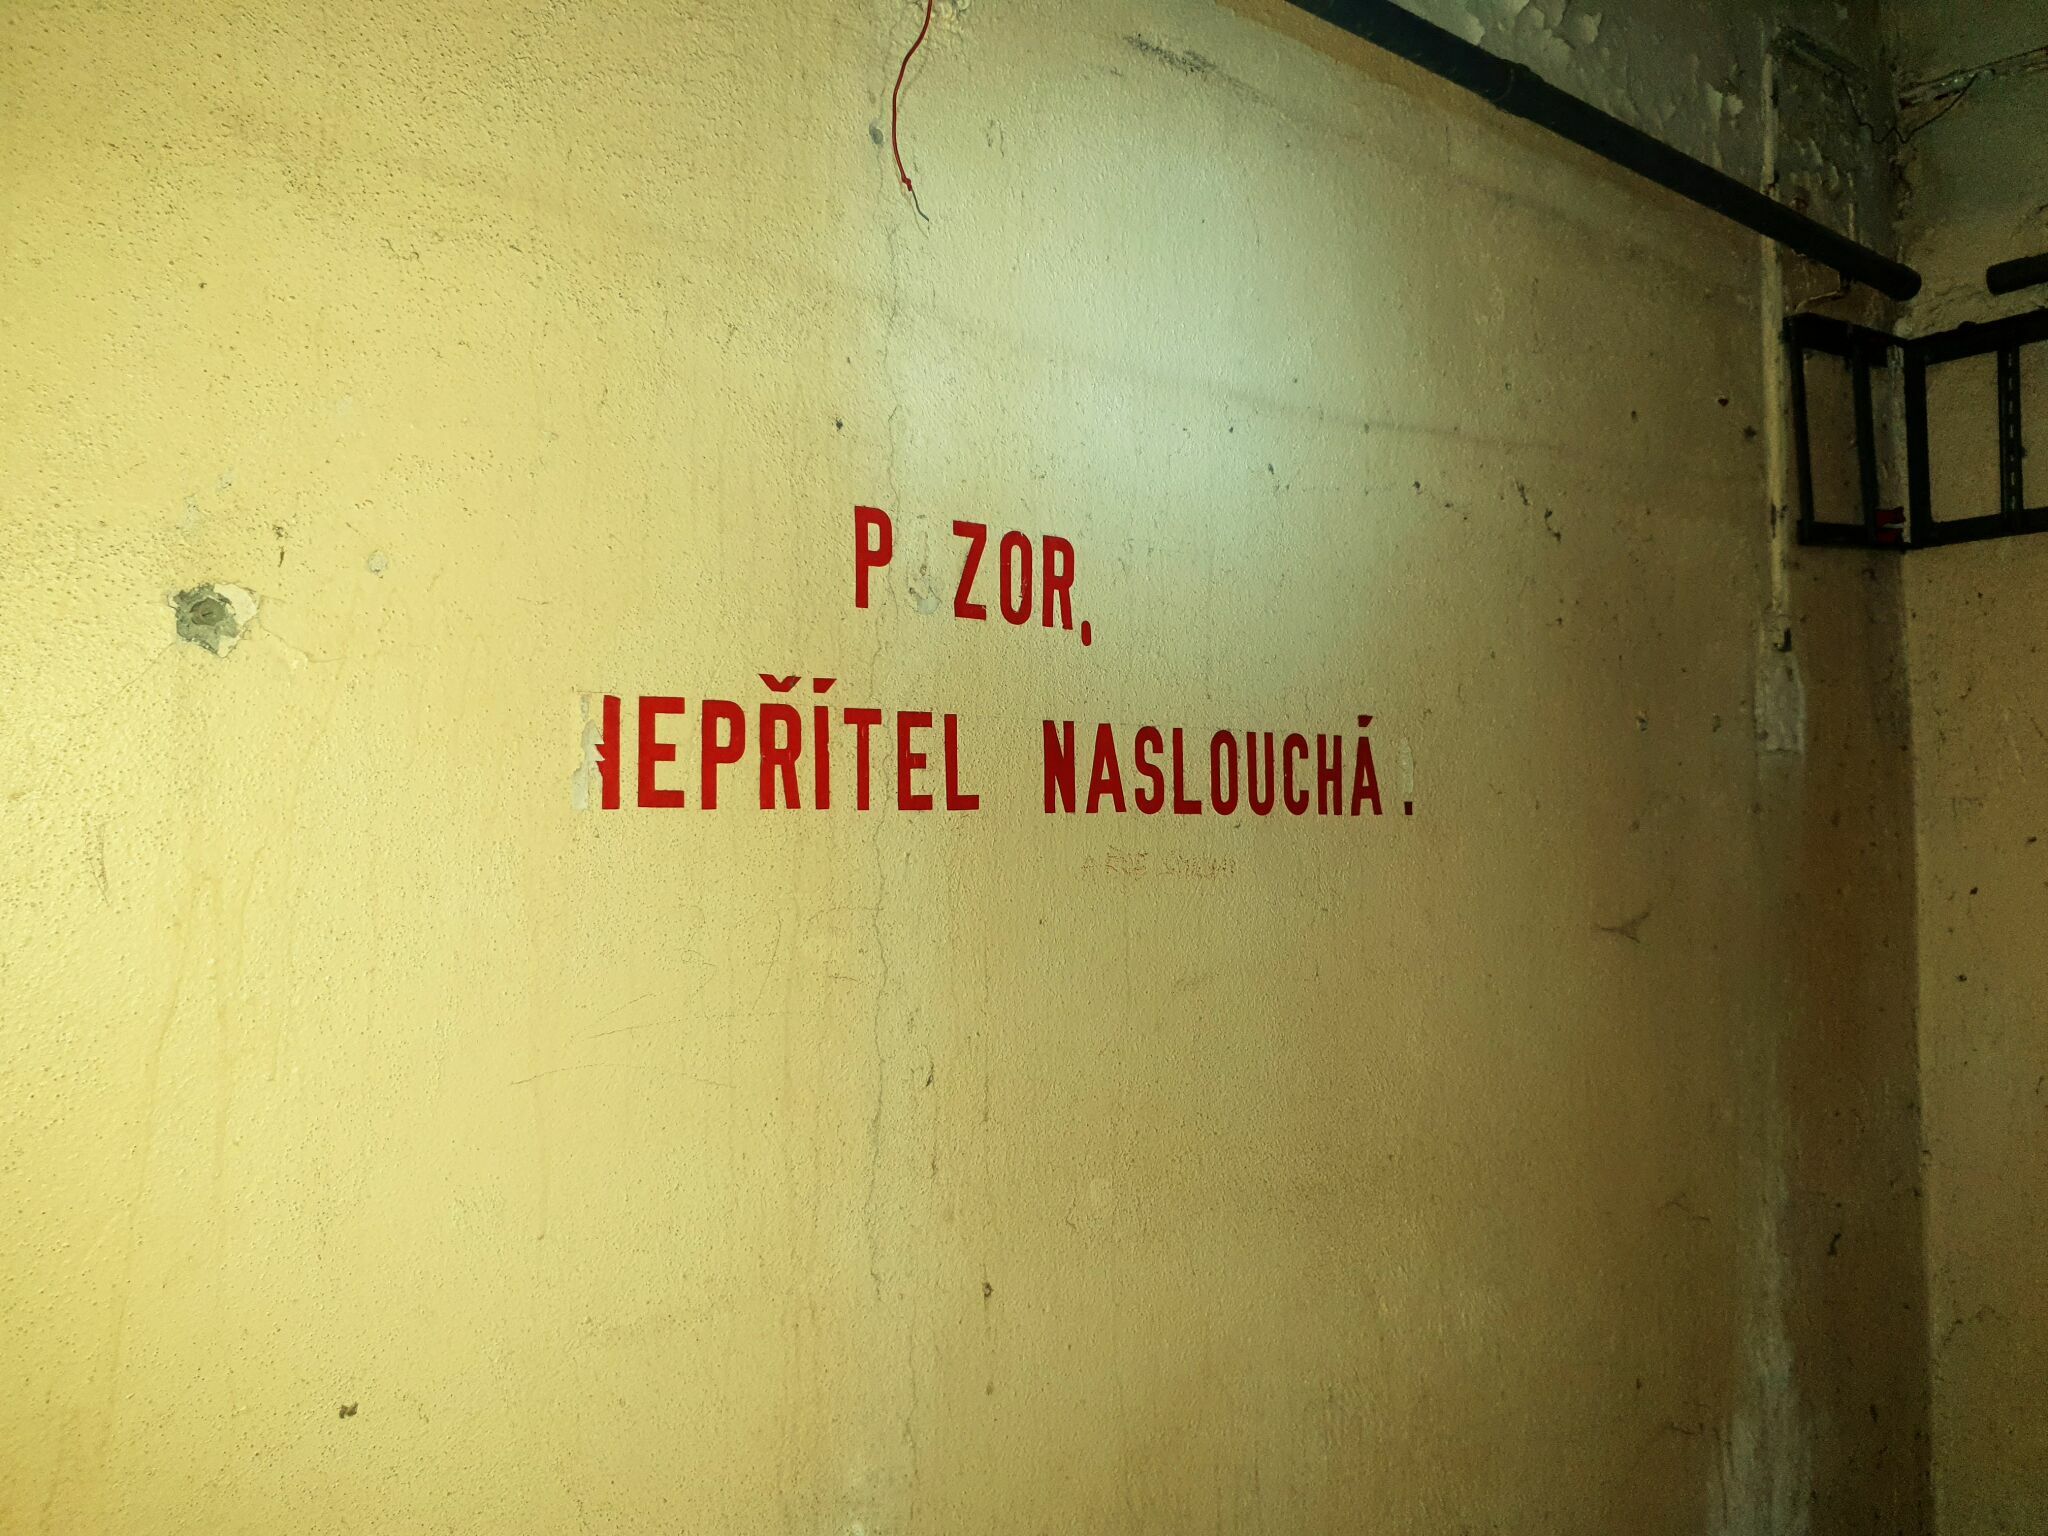 P ZOR,
NEPŘÍTEL NASLOUCHÁ.